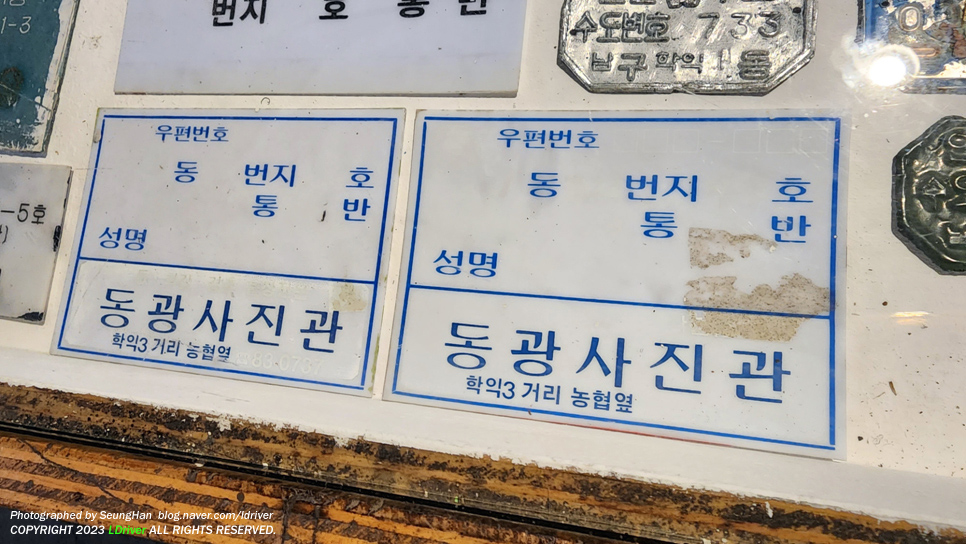 1-3
번지 호 통 반
수도번호 733
남구 학익 1동
-5호
우편번호
동 번지 호
통 반
성명
동광사진관
학익3 거리 농협옆
우편번호
동 번지 호
통 반
성명
동광사진관
학익3 거리 농협옆
Photographed by SeungHan blog.naver.com/ldriver
COPYRIGHT 2023 LDriver ALL RIGHTS RESERVED.